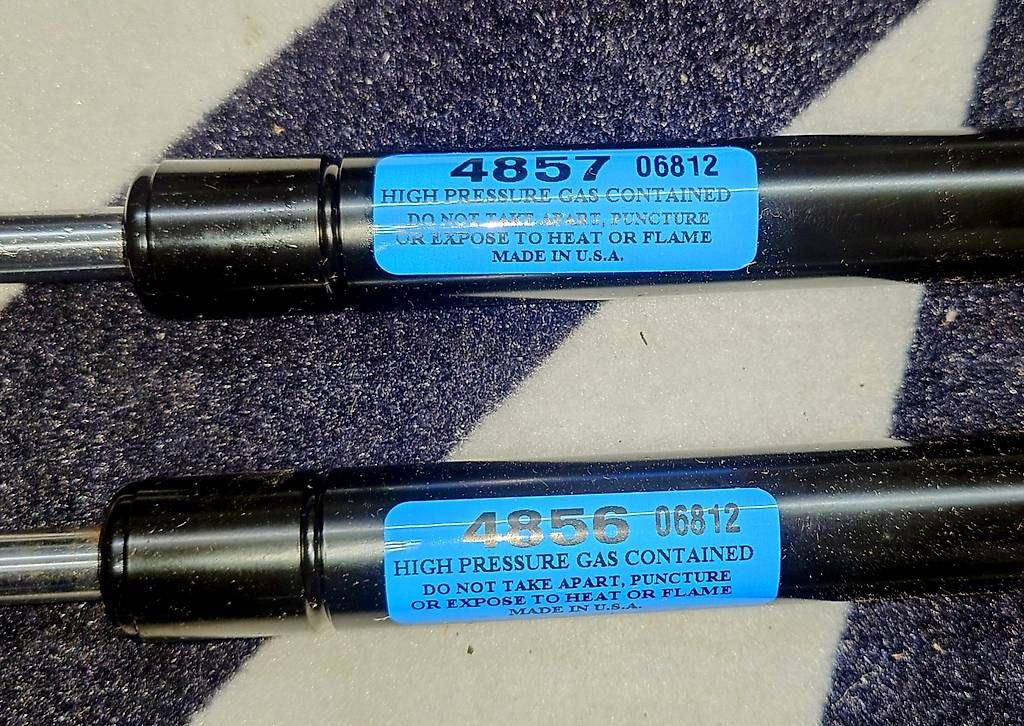 4857 06812
HIGH PRESSURE GAS CONTAINED
DO NOT TAKE APART, PUNCTURE
OR EXPOSE TO HEAT OR FLAME
MADE IN U.S.A.
4856 06812
HIGH PRESSURE GAS CONTAINED
DO NOT TAKE APART, PUNCTURE
OR EXPOSE TO HEAT OR FLAME
MADE IN U.S.A.